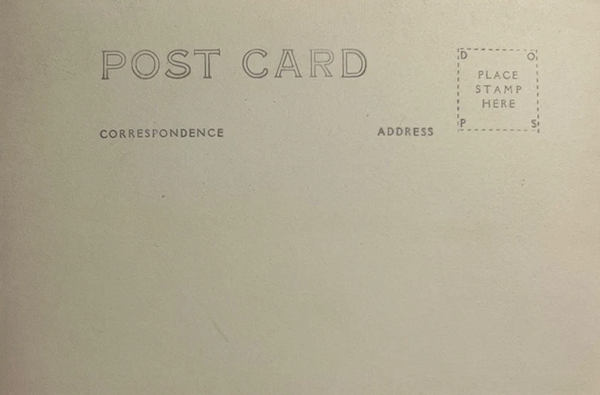 POST CARD
CORRESPONDENCE
ADDRESS
D O
PLACE
STAMP
HERE
P S